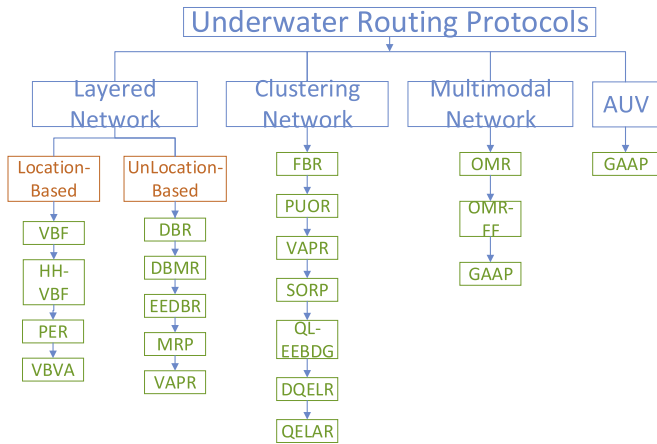 Underwater Routing Protocols
Layered
Network
Clustering
Network
Multimodal
Network
AUV
Location-
Based
UnLocation-
Based
VBF
HH-
VBF
PER
VBVA
DBR
DBMR
EEDBR
MRP
VAPR
FBR
PUOR
VAPR
SORP
QL-
EEBDG
DQELR
QELAR
OMR
OMR-
FF
GAAP
GAAP